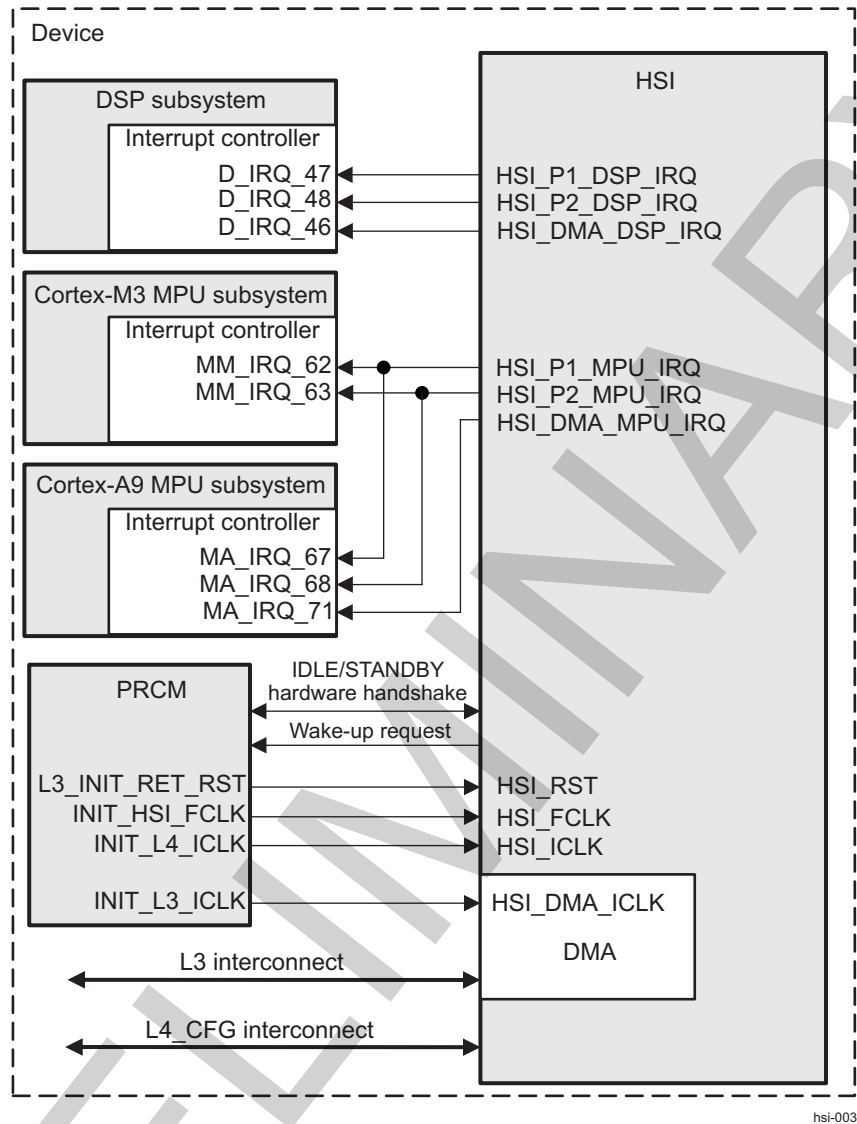 Device
HSI
DSP subsystem
Interrupt controller
D_IRQ_47
HSI_P1_DSP_IRQ
D_IRQ_48
HSI_P2_DSP_IRQ
D_IRQ_46
HSI_DMA_DSP_IRQ
Cortex-M3 MPU subsystem
Interrupt controller
MM_IRQ_62
HSI_P1_MPU_IRQ
MM_IRQ_63
HSI_P2_MPU_IRQ
HSI_DMA_MPU_IRQ
Cortex-A9 MPU subsystem
Interrupt controller
MA_IRQ_67
MA_IRQ_68
MA_IRQ_71
PRCM
IDLE/STANDBY
hardware handshake
Wake-up request
L3_INIT_RET_RST
HSI_RST
INIT_HSI_FCLK
HSI_FCLK
INIT_L4_ICLK
HSI_ICLK
INIT_L3_ICLK
HSI_DMA_ICLK
DMA
L3 interconnect
L4_CFG interconnect
hsi-003
ELIMINAR